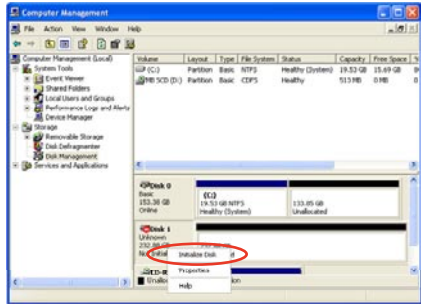 Computer Management
File Action View Window Help
Computer Management (Local)
System Tools
Event Viewer
Shared Folders
Local Users and Groups
Performance Logs and Alerts
Device Manager
Storage
Removable Storage
Disk Defragmenter
Disk Management
Services and Applications
Volume Layout Type File System Status Capacity Free Space
(C:) Partition Basic NTFS Healthy (System) 19.53 GB 15.69 GB
SCD (D:) Partition Basic CDFS Healthy 513 MB 0 MB
Disk 0
Basic
153.38 GB
Online
(C:)
19.53 GB NTFS
Healthy (System)
133.85 GB
Unallocated
Disk 1
Unknown
Initialize Disk
Properties
Help